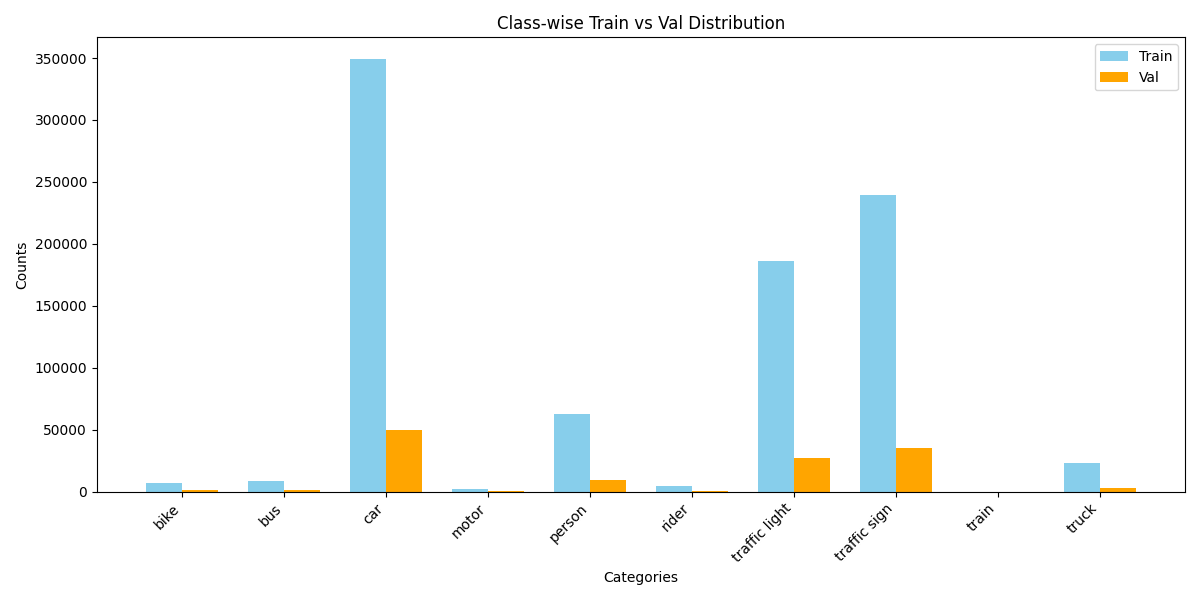 Class-wise Train vs Val Distribution
Train
Val
Counts
350000
300000
250000
200000
150000
100000
50000
0
bike
bus
car
motor
person
rider
traffic light
traffic sign
train
truck
Categories